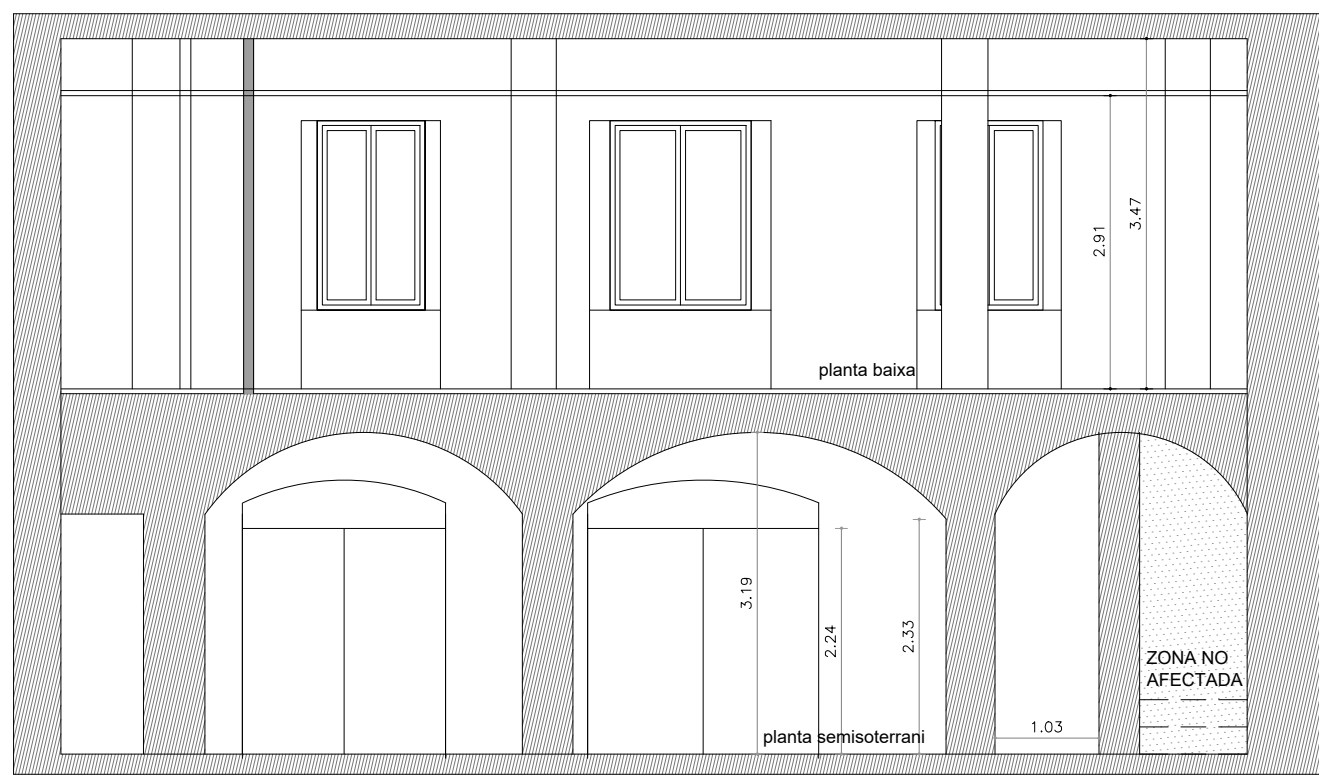 3.47
2.91
planta baixa
3.19
2.24
2.33
ZONA NO
AFECTADA
1.03
planta semisoterrani